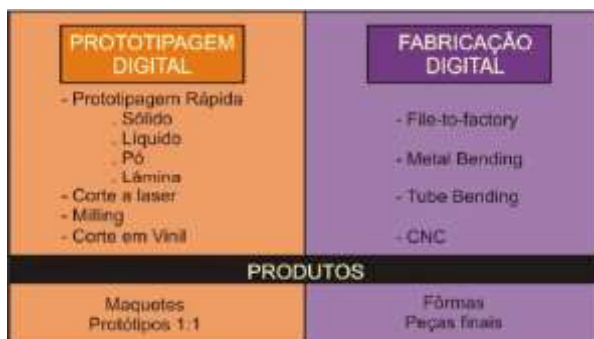 PROTOTIPAGEM
DIGITAL
- Prototipagem Rápida
. Sólido
. Líquido
. Pó
. Lâmina
- Corte a laser
- Milling
- Corte em Vinil
FABRICAÇÃO
DIGITAL
- File-to-factory
- Metal Bending
- Tube Bending
- CNC
PRODUTOS
Maquetes
Protótipos 1:1
Fôrmas
Peças finais